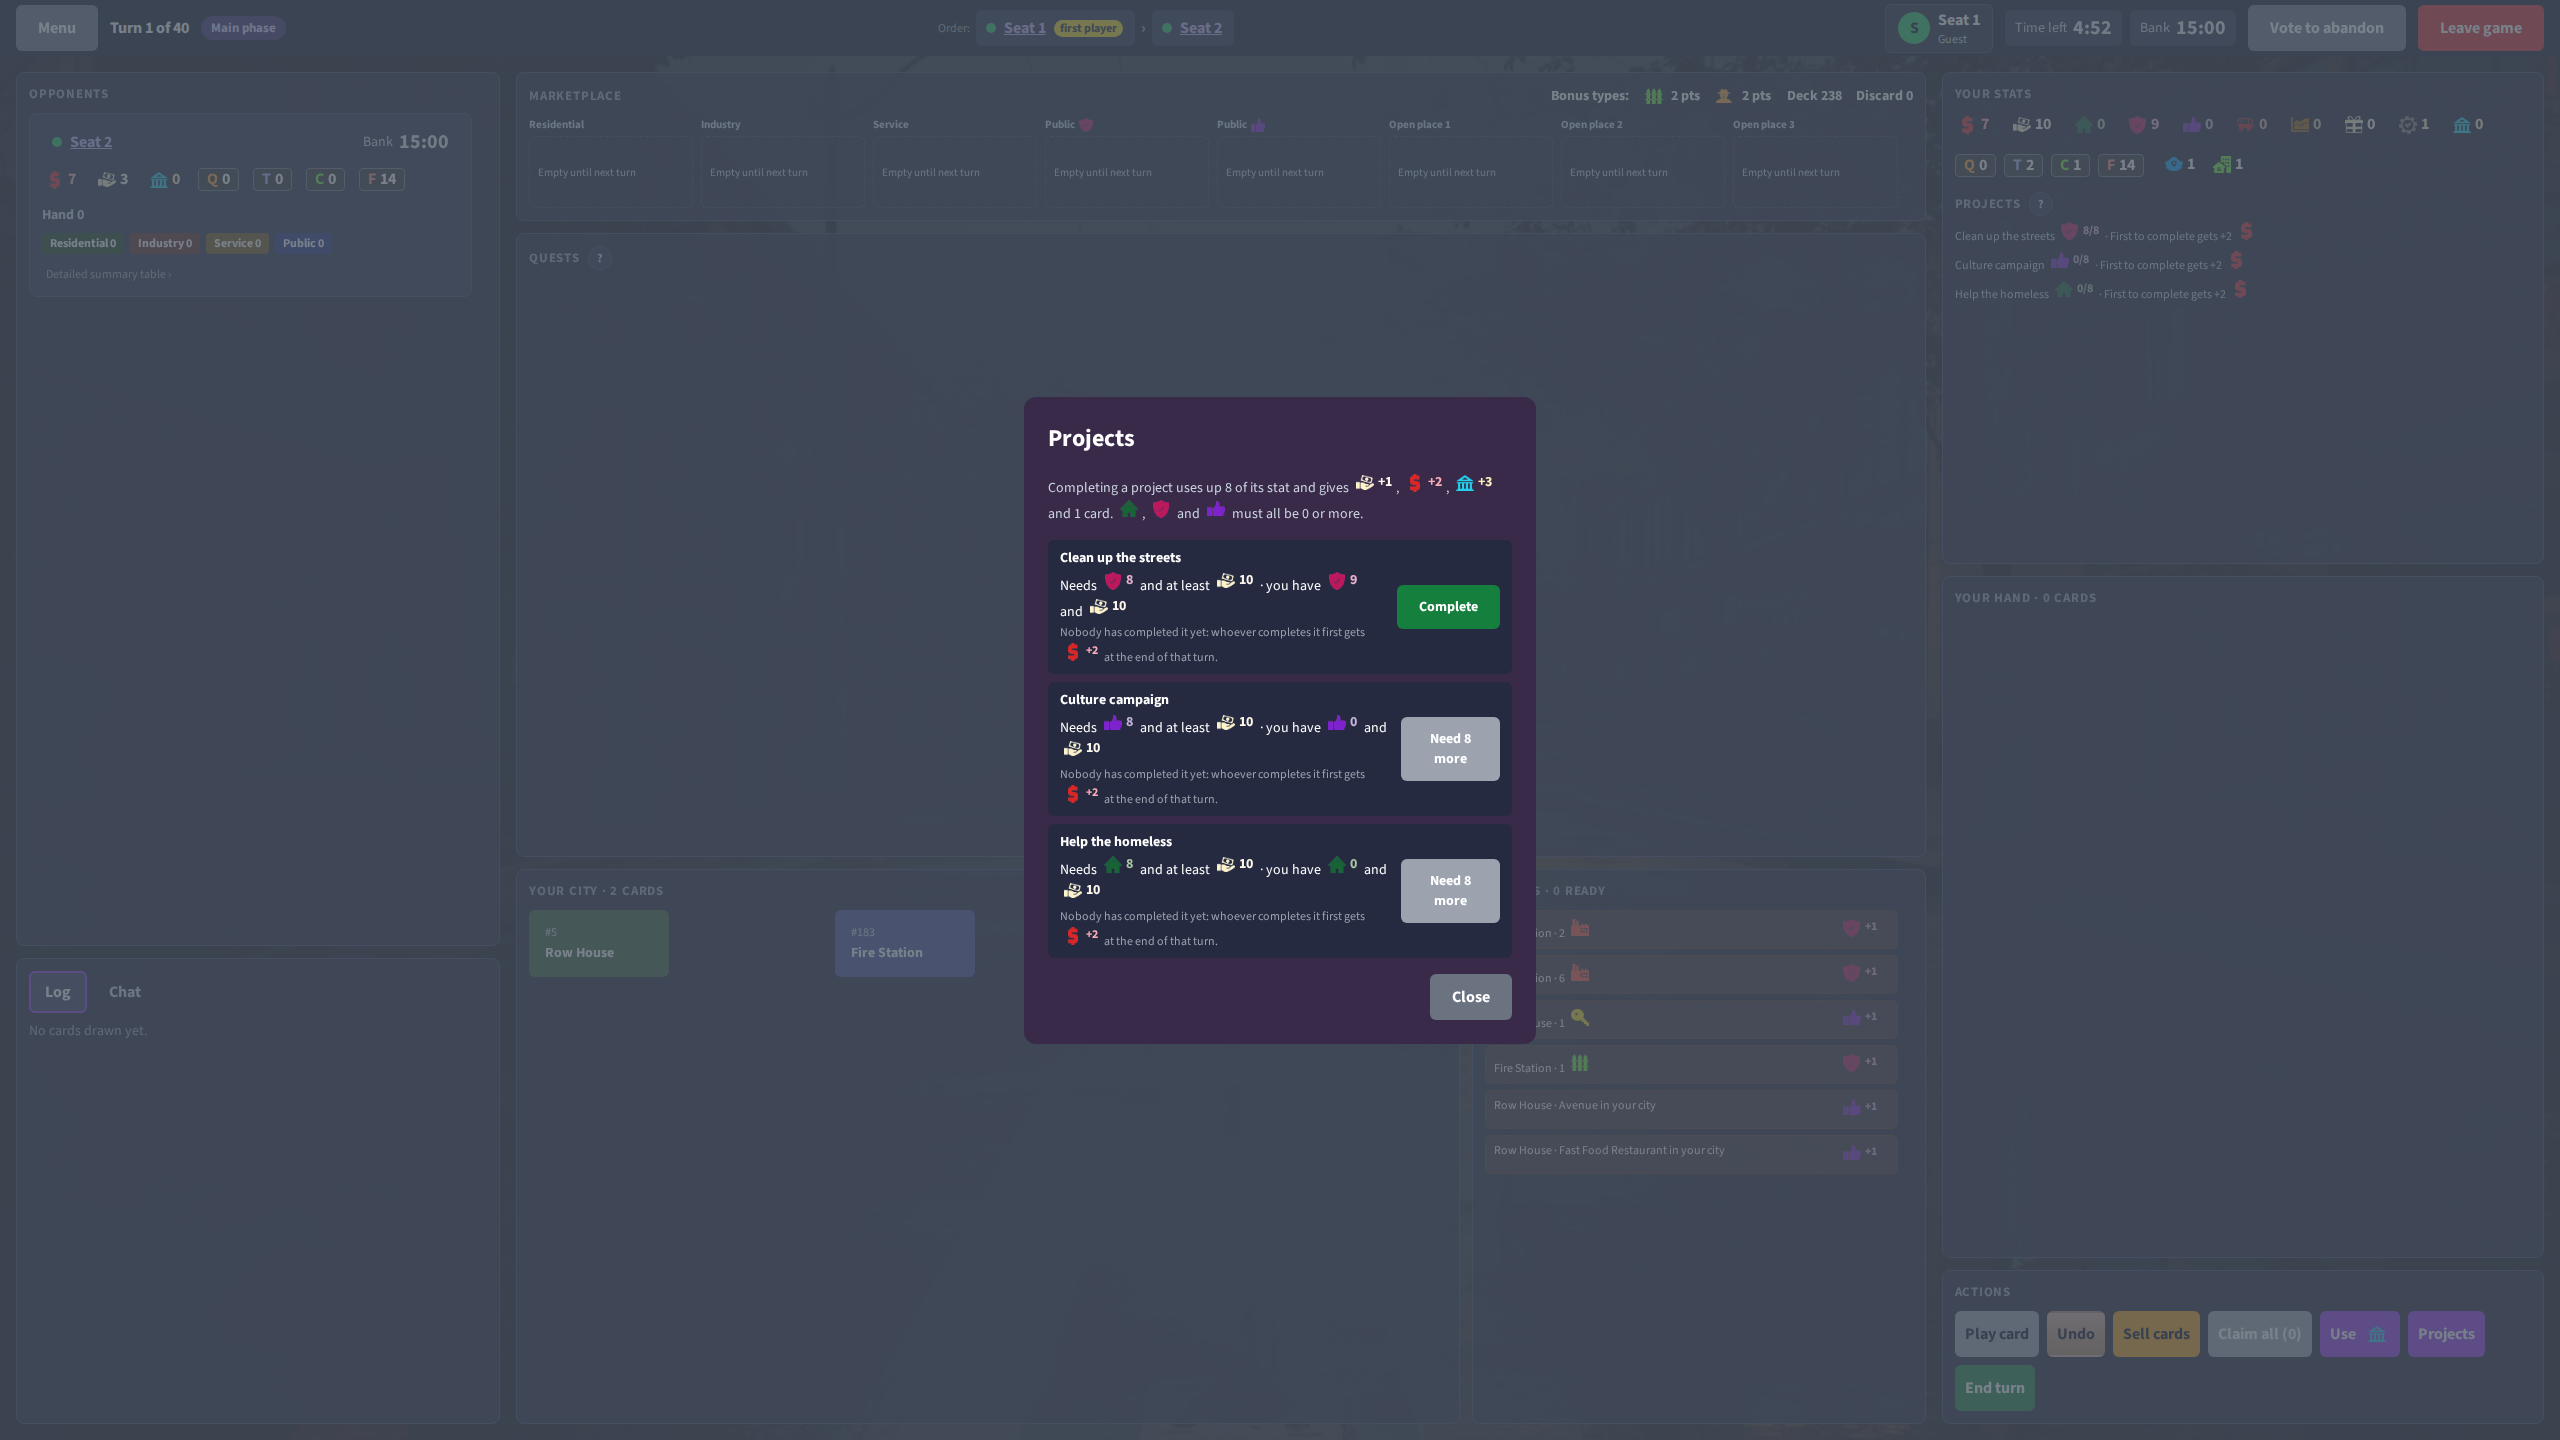 Menu
Turn 1 of 40
Main phase
Order:
Seat 1
first player
›
Seat 2
S
Seat 1
Guest
Time left 4:52
Bank 15:00
Vote to abandon
Leave game
OPPONENTS
Seat 2
Bank 15:00
$ 7
3
0
Q 0
T 0
C 0
F 14
Hand 0
Residential 0
Industry 0
Service 0
Public 0
Detailed summary table ›
MARKETPLACE
Bonus types:
2 pts
2 pts
Deck 238
Discard 0
Residential
Industry
Service
Public
Public
Open place 1
Open place 2
Open place 3
Empty until next turn
Empty until next turn
Empty until next turn
Empty until next turn
Empty until next turn
Empty until next turn
Empty until next turn
Empty until next turn
QUESTS ?
YOUR STATS
$ 7
10
0
9
0
0
0
0
1
0
Q 0
T 2
C 1
F 14
1
1
PROJECTS ?
Clean up the streets 8/8 · First to complete gets +2 $
Culture campaign 0/8 · First to complete gets +2 $
Help the homeless 0/8 · First to complete gets +2 $
Projects
Completing a project uses up 8 of its stat and gives +1 , $ +2 , +3
and 1 card. , and must all be 0 or more.
Clean up the streets
Needs 8 and at least 10 · you have 9
and 10
Nobody has completed it yet: whoever completes it first gets
$ +2 at the end of that turn.
Complete
Culture campaign
Needs 8 and at least 10 · you have 0 and
10
Nobody has completed it yet: whoever completes it first gets
$ +2 at the end of that turn.
Need 8
more
Help the homeless
Needs 8 and at least 10 · you have 0 and
10
Nobody has completed it yet: whoever completes it first gets
$ +2 at the end of that turn.
Need 8
more
Close
YOUR CITY · 2 CARDS
#5
Row House
#183
Fire Station
· 0 READY
· 2
+1
· 6
+1
· 1
+1
Fire Station · 1
+1
Row House · Avenue in your city
+1
Row House · Fast Food Restaurant in your city
+1
Log
Chat
No cards drawn yet.
YOUR HAND · 0 CARDS
ACTIONS
Play card
Undo
Sell cards
Claim all (0)
Use
Projects
End turn